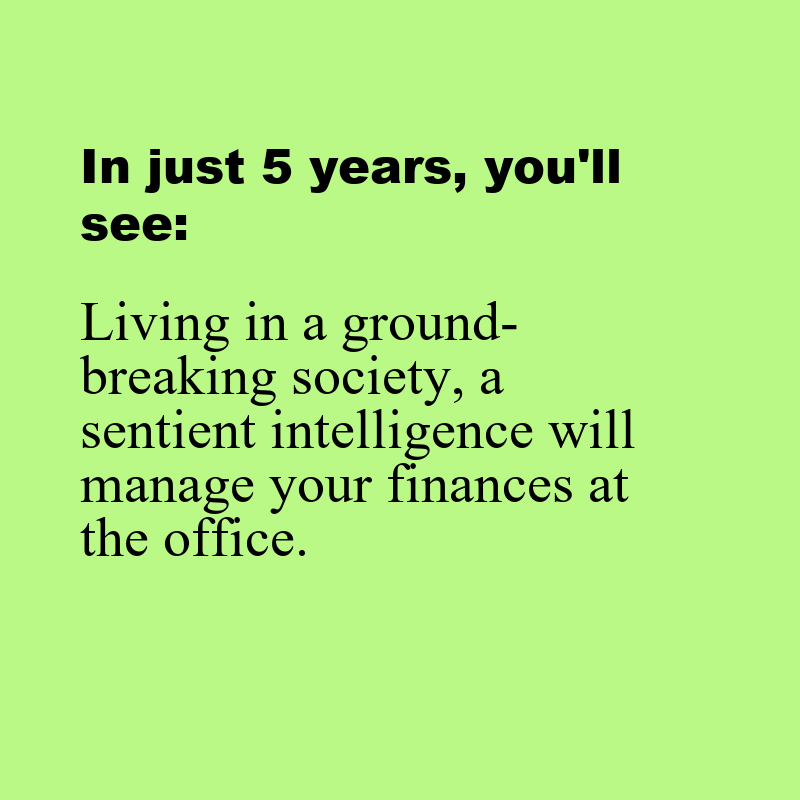 In just 5 years, you'll
see:
Living in a ground-
breaking society, a
sentient intelligence will
manage your finances at
the office.